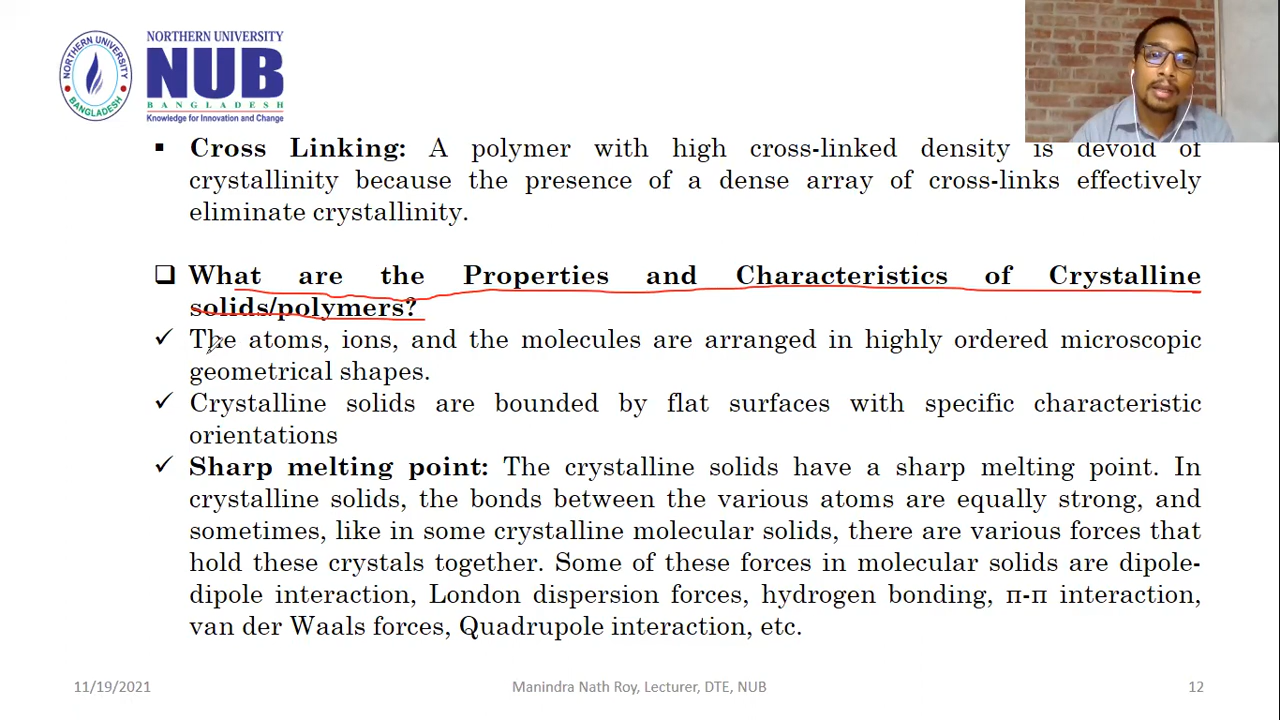 NORTHERN UNIVERSITY
NORTHERN UNIVERSITY
NUB
BANGLADESH
BANGLADESH
Knowledge for Innovation and Change
Cross Linking: A polymer with high cross-linked density is devoid of
crystallinity because the presence of a dense array of cross-links effectively
eliminate crystallinity.
What are the Properties and Characteristics of Crystalline
solids/polymers?
The atoms, ions, and the molecules are arranged in highly ordered microscopic
geometrical shapes.
Crystalline solids are bounded by flat surfaces with specific characteristic
orientations
Sharp melting point: The crystalline solids have a sharp melting point. In
crystalline solids, the bonds between the various atoms are equally strong, and
sometimes, like in some crystalline molecular solids, there are various forces that
hold these crystals together. Some of these forces in molecular solids are dipole-
dipole interaction, London dispersion forces, hydrogen bonding, π-π interaction,
van der Waals forces, Quadrupole interaction, etc.
11/19/2021
Manindra Nath Roy, Lecturer, DTE, NUB
12